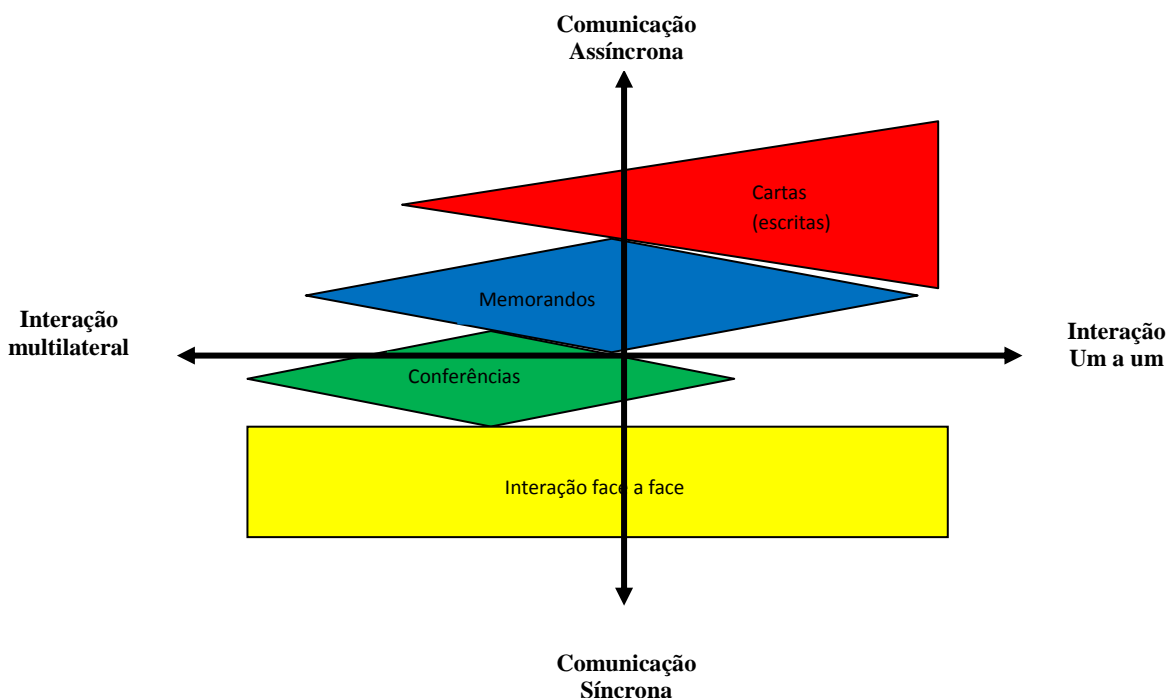 Comunicação
Assíncrona
Cartas
(escritas)
Memorandos
Interação
multilateral
Interação
Um a um
Conferências
Interação face a face
Comunicação
Síncrona